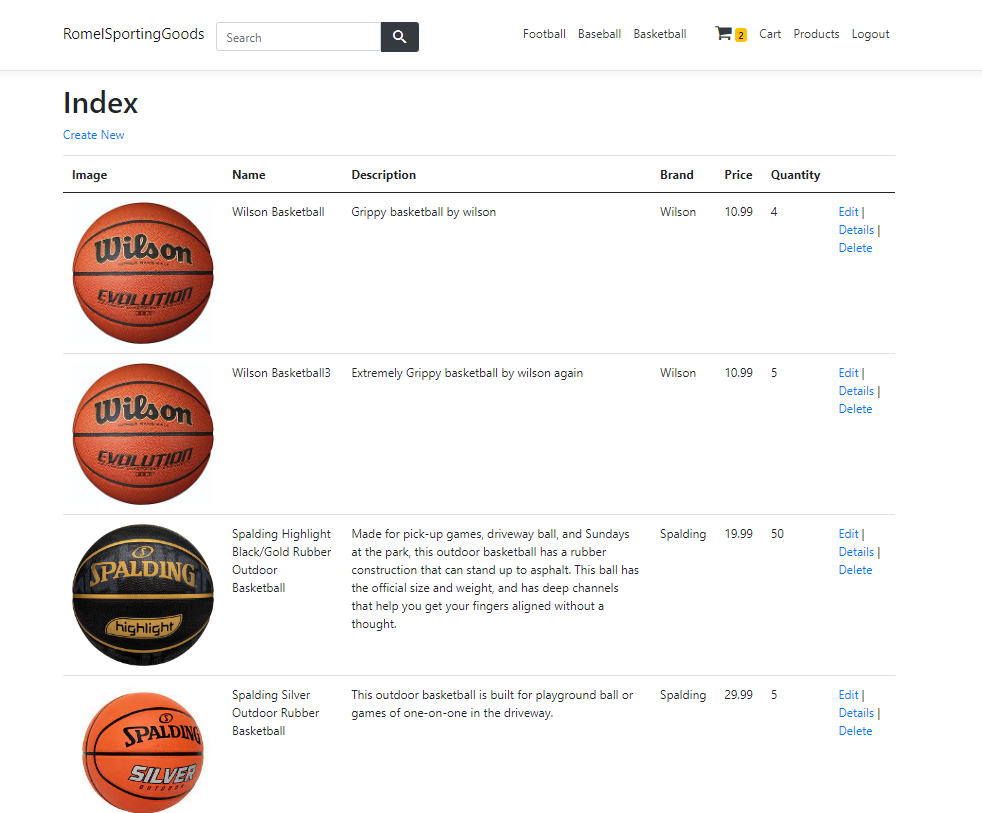 RomelSportingGoods Search Football Baseball Basketball 2 Cart Products Logout
Index
Create New
Image Name Description Brand Price Quantity
Wilson Basketball Grippy basketball by wilson Wilson 10.99 4 Edit |
Details |
Delete
Wilson
EVOLUTION
Wilson Basketball3 Extremely Grippy basketball by wilson again Wilson 10.99 5 Edit |
Details |
Delete
Wilson
EVOLUTION
Spalding Highlight Made for pick-up games, driveway ball, and Sundays Spalding 19.99 50 Edit |
Black/Gold Rubber at the park, this outdoor basketball has a rubber Details |
Outdoor construction that can stand up to asphalt. This ball Delete
Basketball the official size and weight, and has deep channels
that help you get your fingers aligned without a
thought.
SPALDING
highlight
Spalding Silver This outdoor basketball is built for playground ball or Spalding 29.99 5 Edit |
Outdoor Rubber games of one-on-one in the driveway. Details |
Basketball Delete
SPALDING
SILVER
OUTDOOR